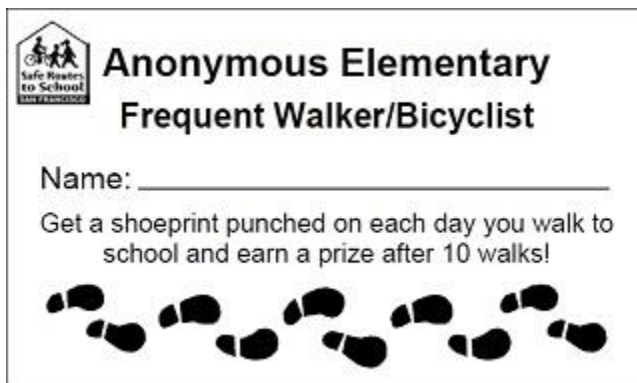 Safe Routes
to School
SAN FRANCISCO
Anonymous Elementary
Frequent Walker/Bicyclist
Name:
Get a shoeprint punched on each day you walk to
school and earn a prize after 10 walks!